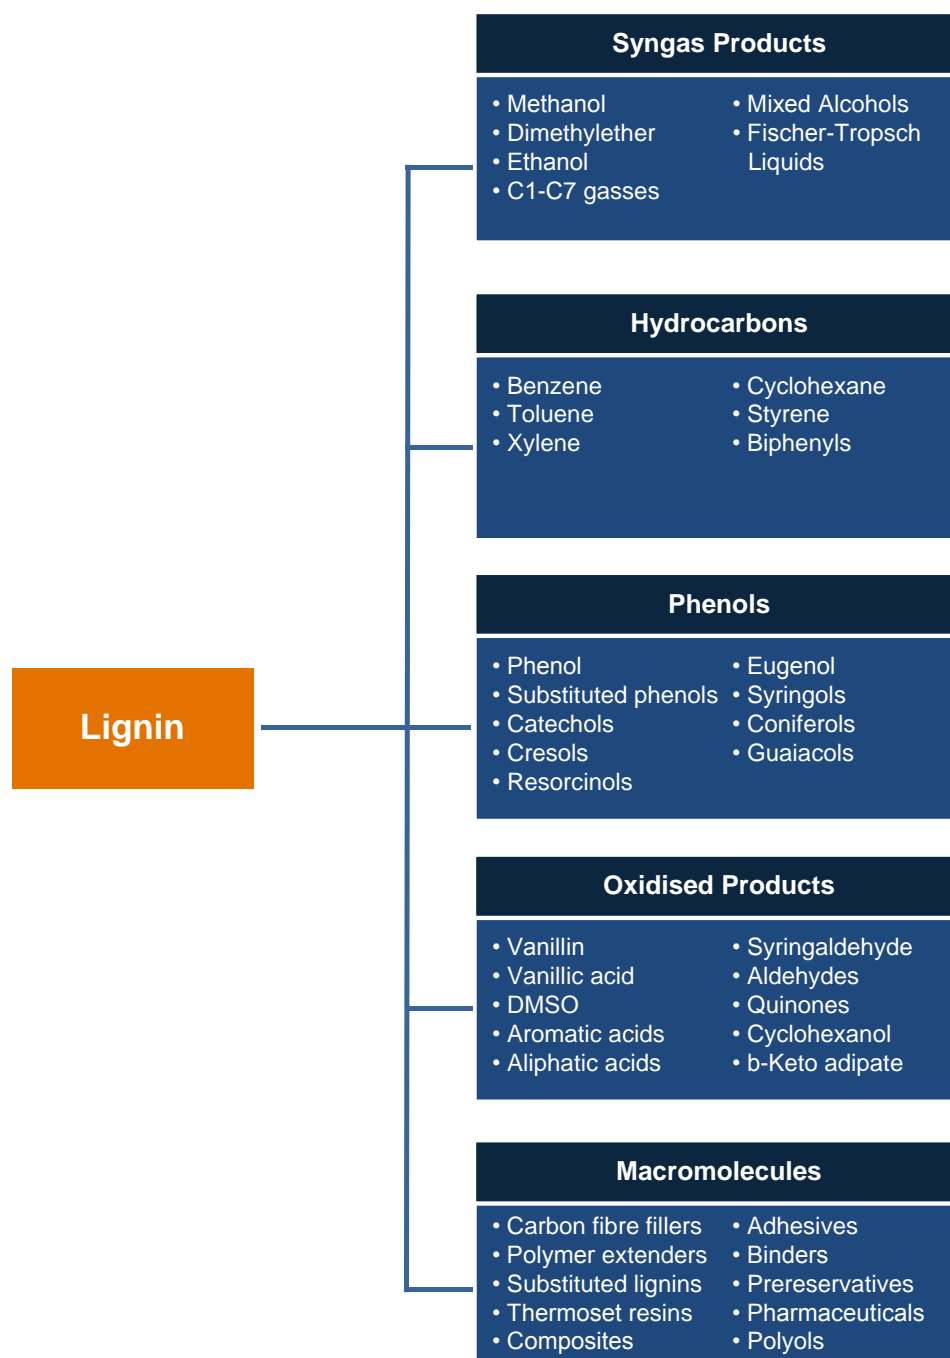 Syngas Products
• Methanol
• Dimethylether
• Ethanol
• C1-C7 gasses
• Mixed Alcohols
• Fischer-Tropsch
Liquids
Hydrocarbons
• Benzene
• Toluene
• Xylene
• Cyclohexane
• Styrene
• Biphenyls
Phenols
• Phenol
• Substituted phenols
• Catechols
• Cresols
• Resorcinols
• Eugenol
• Syringols
• Coniferols
• Guaiacols
Lignin
Oxidised Products
• Vanillin
• Vanillic acid
• DMSO
• Aromatic acids
• Aliphatic acids
• Syringaldehyde
• Aldehydes
• Quinones
• Cyclohexanol
• b-Keto adipate
Macromolecules
• Carbon fibre fillers
• Polymer extenders
• Substituted lignins
• Thermoset resins
• Composites
• Adhesives
• Binders
• Prereservatives
• Pharmaceuticals
• Polyols